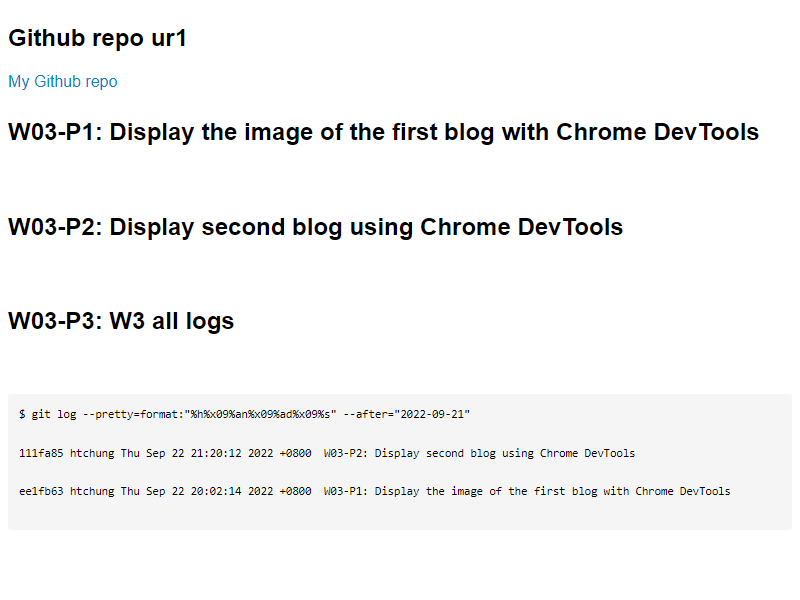 Github repo ur1
My Github repo
W03-P1: Display the image of the first blog with Chrome DevTools
W03-P2: Display second blog using Chrome DevTools
W03-P3: W3 all logs
$ git log --pretty=format:"%h%x09%an%x09%ad%x09%s" --after="2022-09-21"
111fa85 htchung Thu Sep 22 21:20:12 2022 +0800  W03-P2: Display second blog using Chrome DevTools
ee1fb63 htchung Thu Sep 22 20:02:14 2022 +0800  W03-P1: Display the image of the first blog with Chrome DevTools